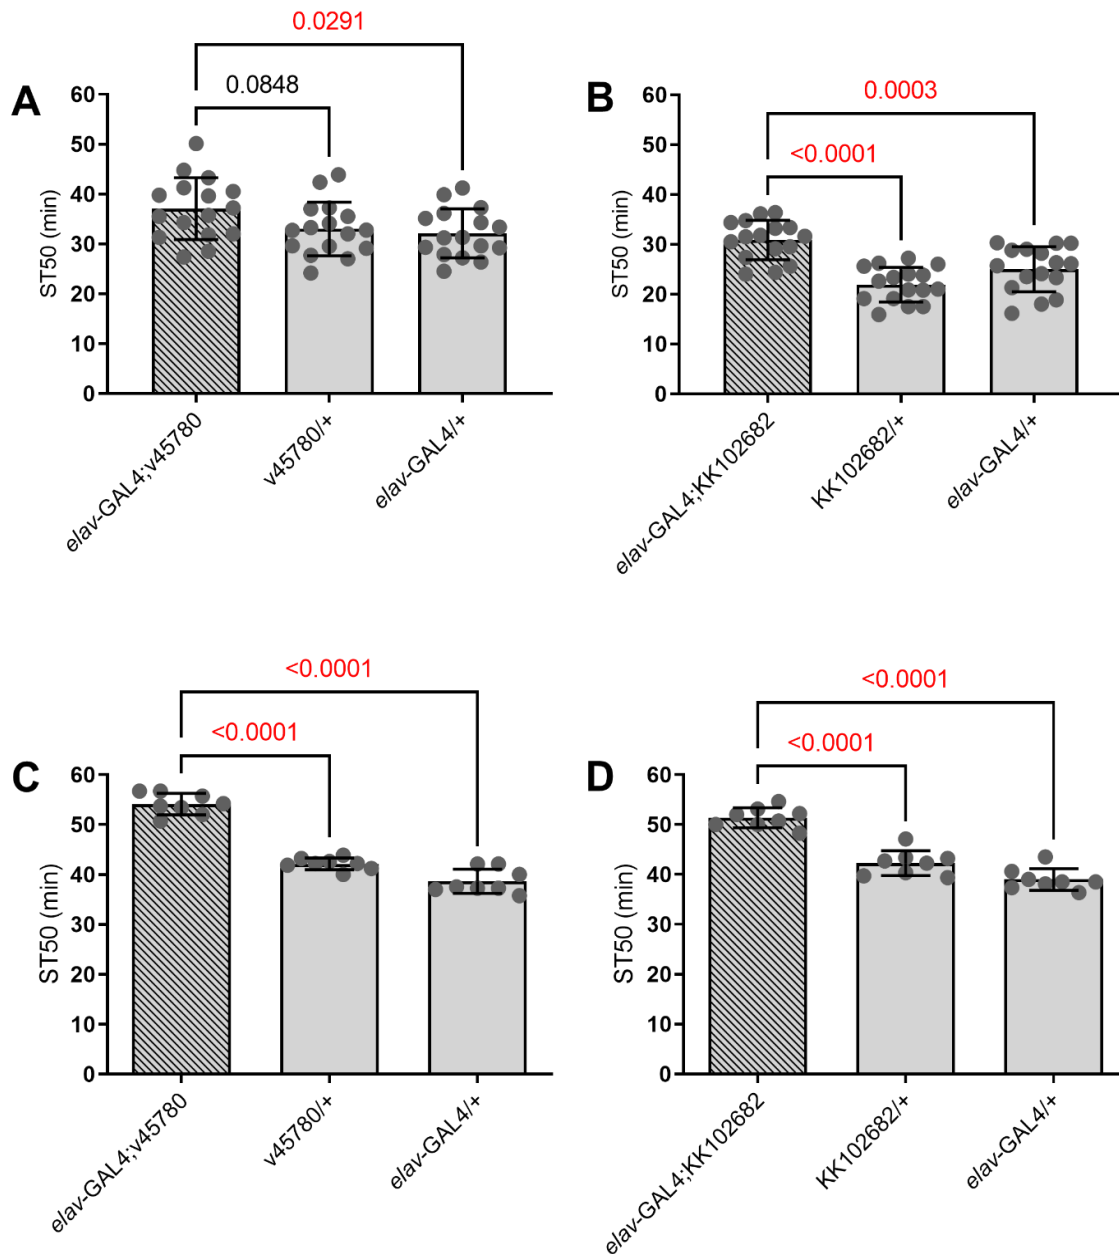 A
0.0291
0.0848
ST50 (min)
60
50
40
30
20
10
0
elav-GAL4;v45780
v45780/+
elav-GAL4/+
B
0.0003
<0.0001
ST50 (min)
60
50
40
30
20
10
0
elav-GAL4;KK102682
KK102682/+
elav-GAL4/+
C
<0.0001
<0.0001
ST50 (min)
60
50
40
30
20
10
0
elav-GAL4;v45780
v45780/+
elav-GAL4/+
D
<0.0001
<0.0001
ST50 (min)
60
50
40
30
20
10
0
elav-GAL4;KK102682
KK102682/+
elav-GAL4/+